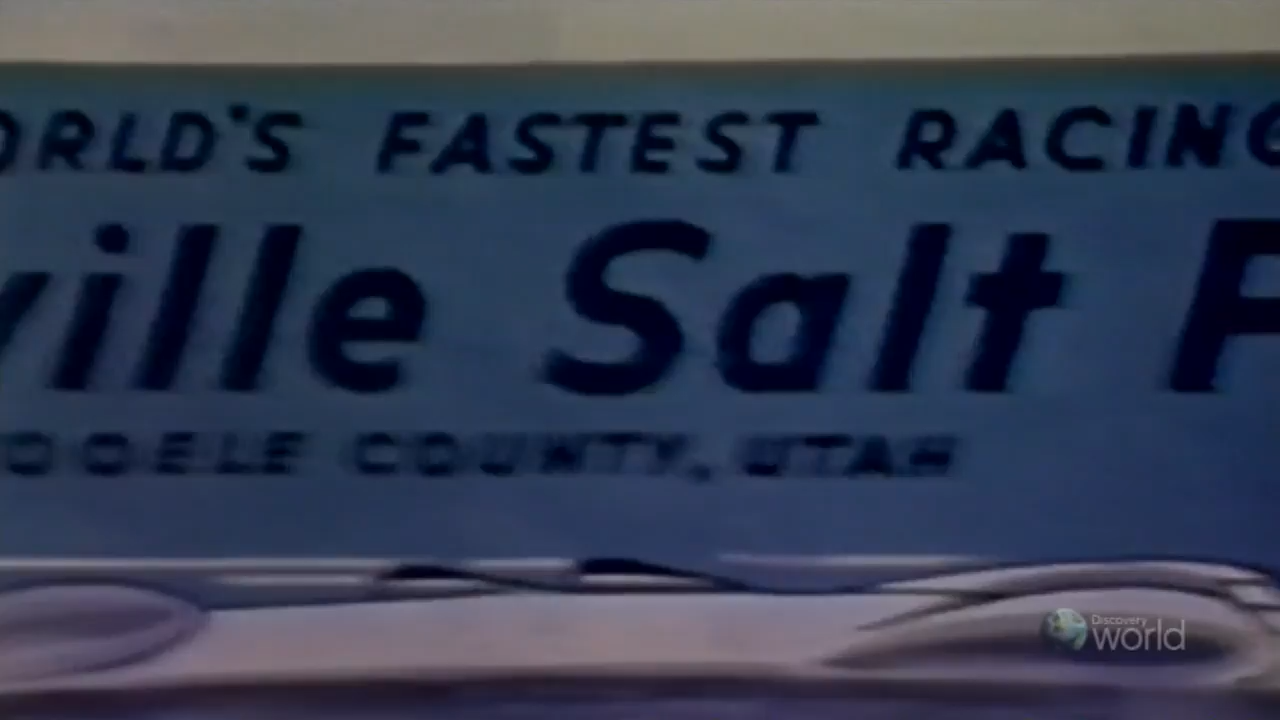 ORLD'S FASTEST RACING
ville Salt F
OOELE COUNTY, UTAH
Discovery
world